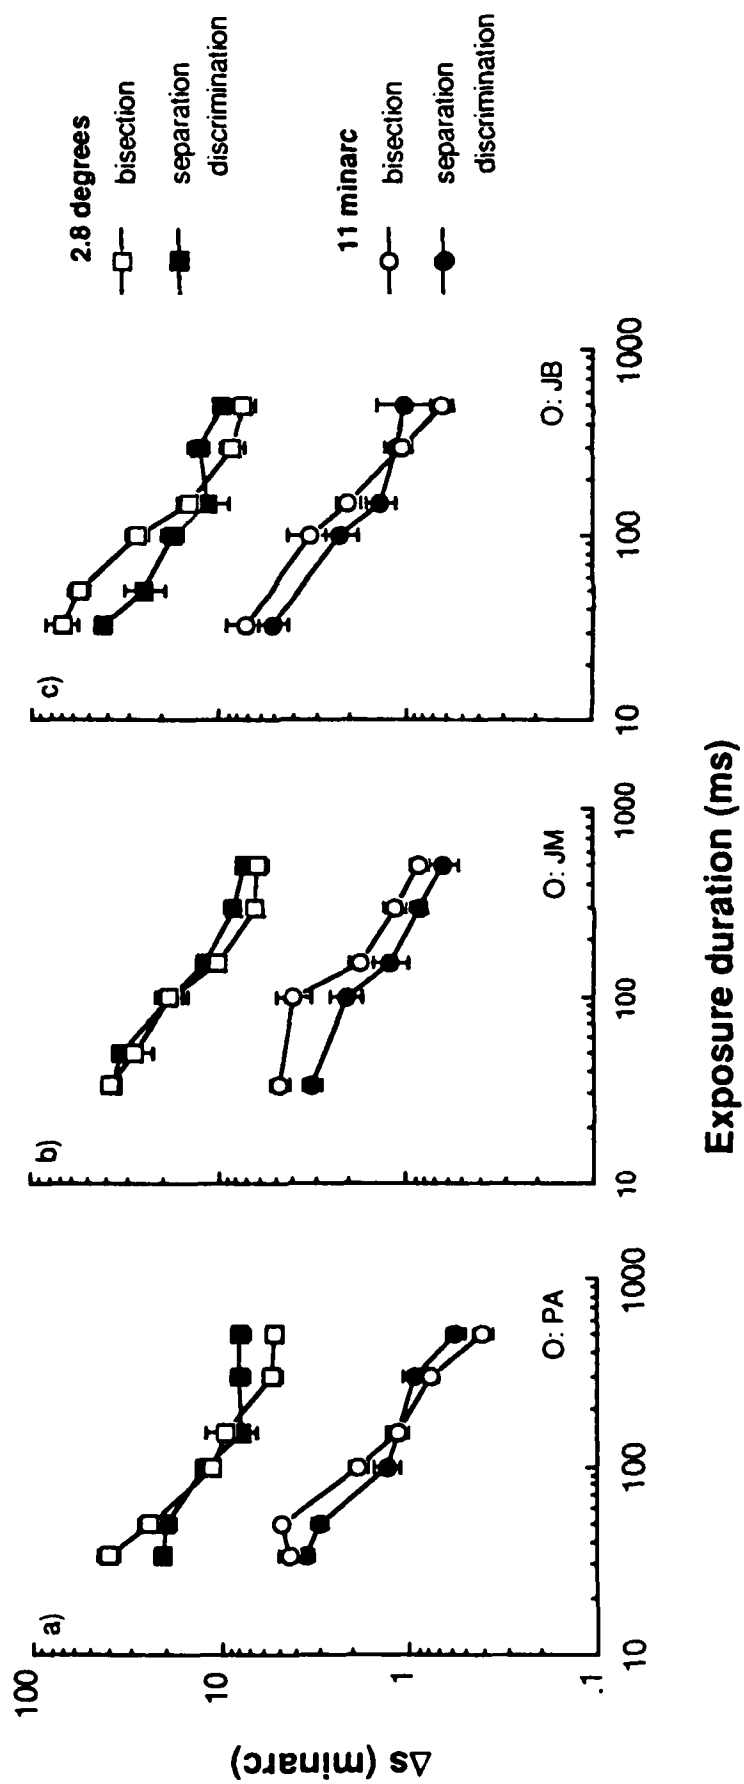 a)
b)
c)
100
10
1
.1
Δs (minarc)
O: PA
O: JM
O: JB
10
100
1000
10
100
1000
10
100
1000
Exposure duration (ms)
2.8 degrees
bisection
separation
discrimination
11 minarc
bisection
separation
discrimination